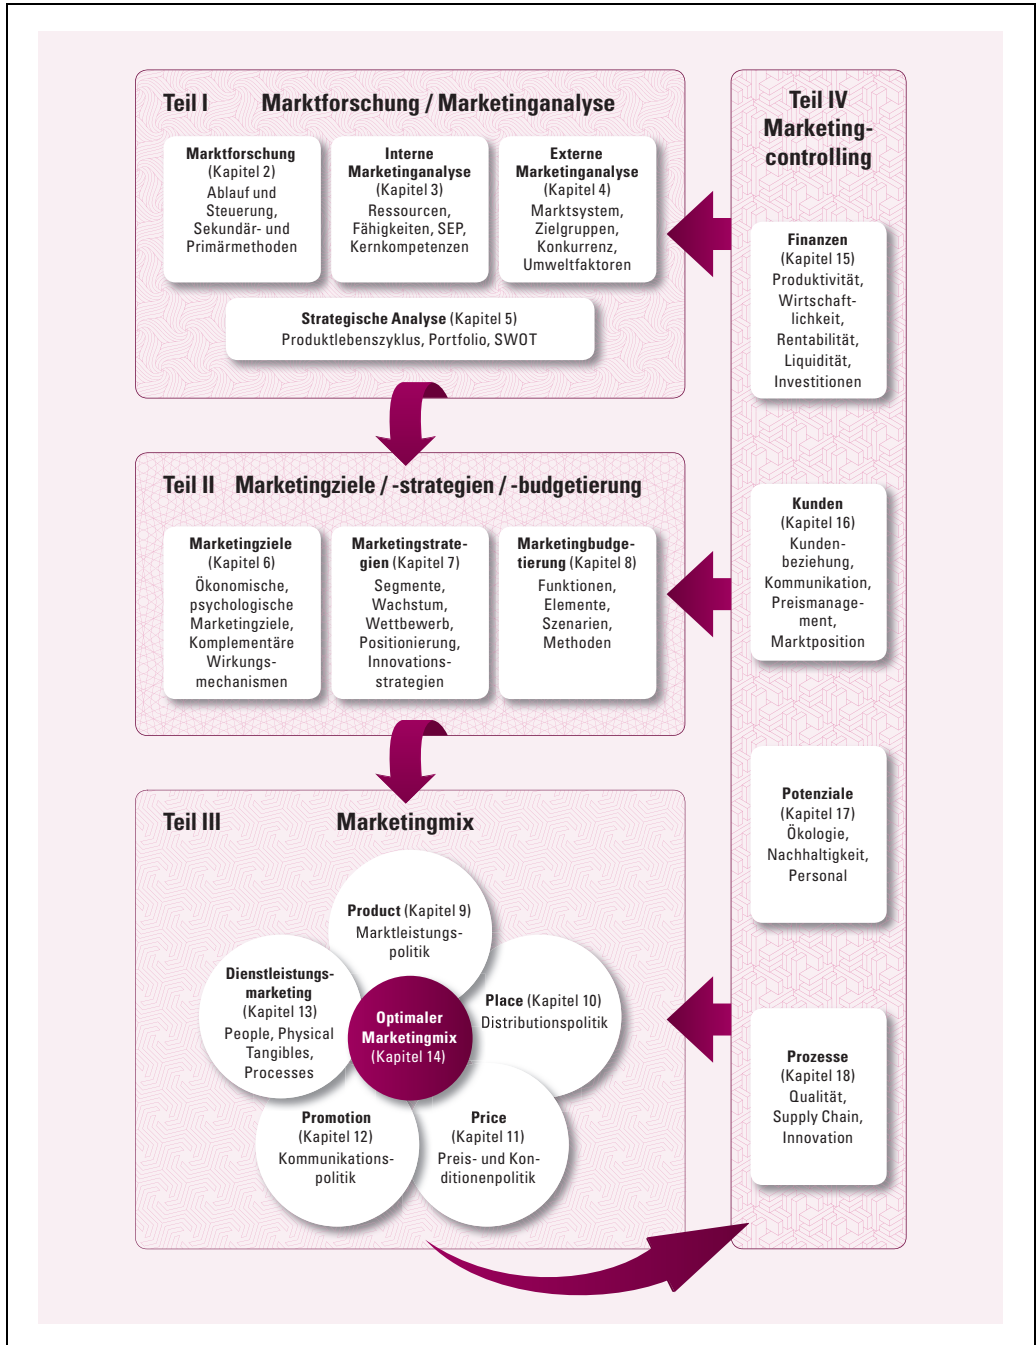 Teil I Marktforschung / Marketinganalyse
Marktforschung
(Kapitel 2)
Ablauf und
Steuerung,
Sekundär- und
Primärmethoden
Interne
Marketinganalyse
(Kapitel 3)
Ressourcen,
Fähigkeiten, SEP,
Kernkompetenzen
Externe
Marketinganalyse
(Kapitel 4)
Marktsystem,
Zielgruppen,
Konkurrenz,
Umweltfaktoren
Strategische Analyse (Kapitel 5)
Produktlebenszyklus, Portfolio, SWOT
Teil II Marketingziele / -strategien / -budgetierung
Marketingziele
(Kapitel 6)
Ökonomische,
psychologische
Marketingziele,
Komplementäre
Wirkungs-
mechanismen
Marketingstrate-
gien (Kapitel 7)
Segmente,
Wachstum,
Wettbewerb,
Positionierung,
Innovations-
strategien
Marketingbudge-
tierung (Kapitel 8)
Funktionen,
Elemente,
Szenarien,
Methoden
Teil III Marketingmix
Product (Kapitel 9)
Marktleistungs-
politik
Dienstleistungs-
marketing
(Kapitel 13)
People, Physical
Tangibles,
Processes
Optimaler
Marketingmix
(Kapitel 14)
Place (Kapitel 10)
Distributionspolitik
Promotion
(Kapitel 12)
Kommunikations-
politik
Price
(Kapitel 11)
Preis- und Kon-
ditionenpolitik
Teil IV
Marketing-
controlling
Finanzen
(Kapitel 15)
Produktivität,
Wirtschaft-
lichkeit,
Rentabilität,
Liquidität,
Investitionen
Kunden
(Kapitel 16)
Kunden-
beziehung,
Kommunikation,
Preismanage-
ment,
Marktposition
Potenziale
(Kapitel 17)
Ökologie,
Nachhaltigkeit,
Personal
Prozesse
(Kapitel 18)
Qualität,
Supply Chain,
Innovation